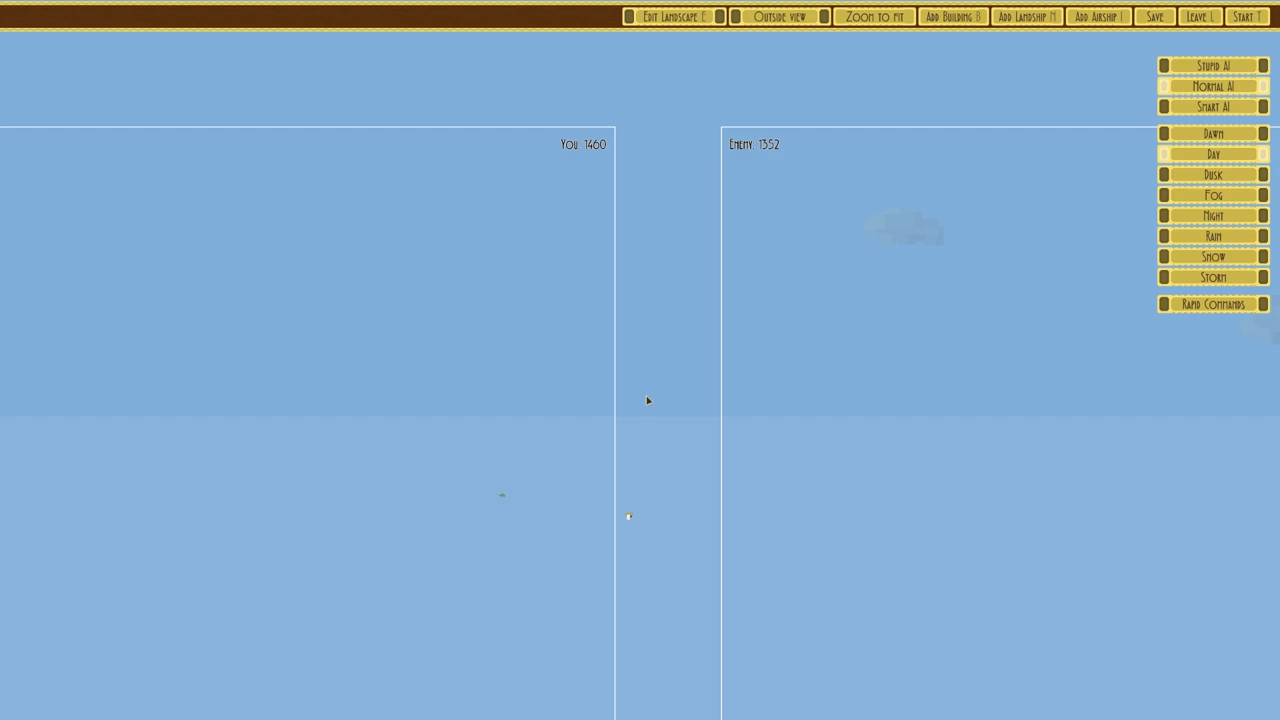 Edit Landscape E Outside view Zoom to fit Add Building B Add Landship N Add Airship I Save Leave L Start T
Stupid AI
Normal AI
Smart AI
You: 1460
Enemy: 1352
Dawn
Day
Dusk
Fog
Night
Rain
Snow
Storm
Rapid Commands